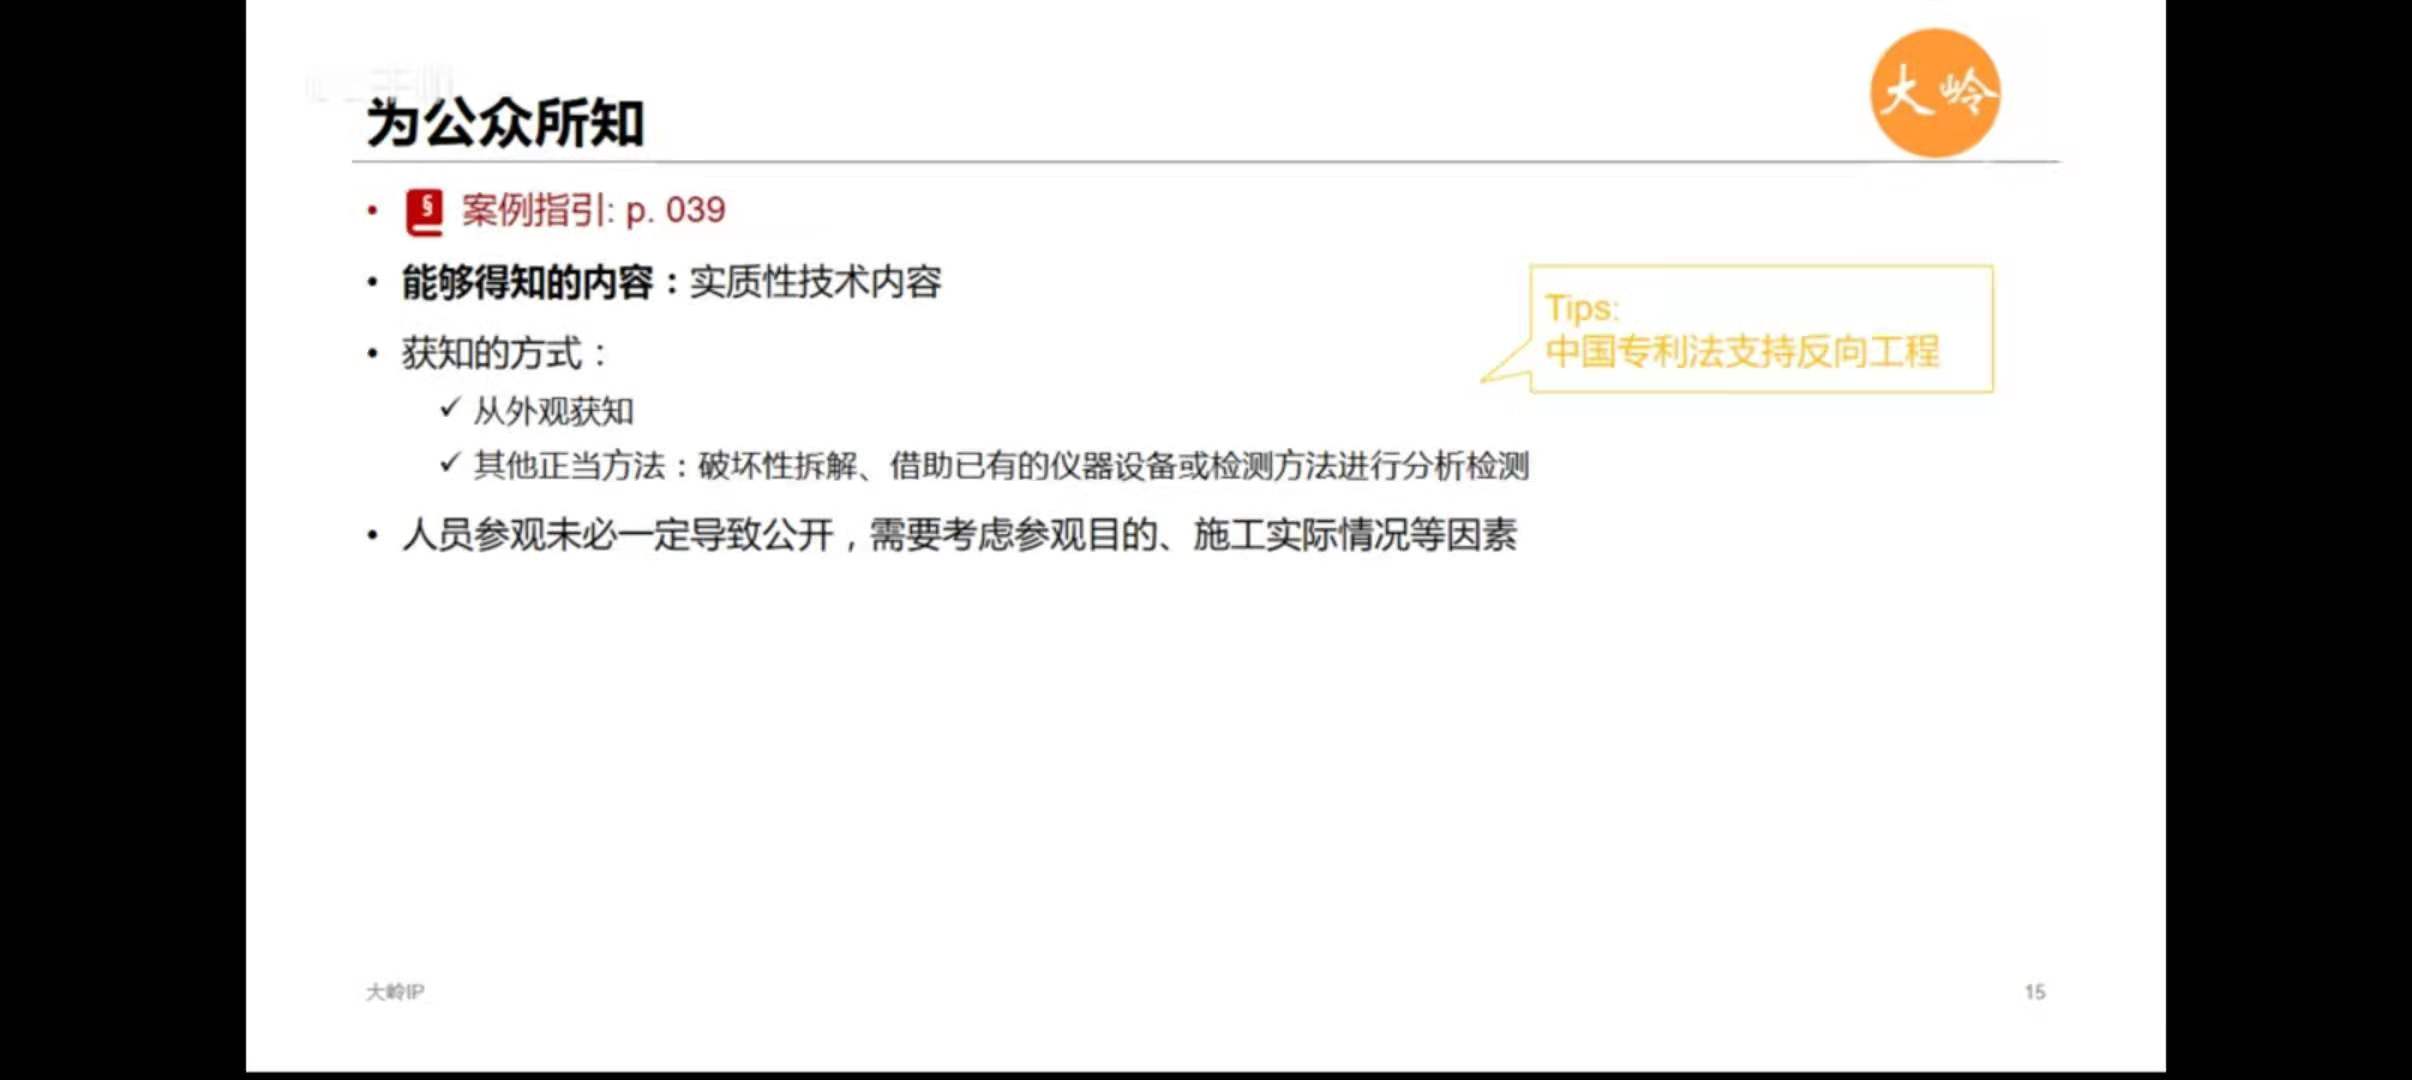 为公众所知
大岭
• § 案例指引: p. 039
• 能够得知的内容：实质性技术内容
Tips:
中国专利法支持反向工程
• 获知的方式：
✓ 从外观获知
✓ 其他正当方法：破坏性拆解、借助已有的仪器设备或检测方法进行分析检测
• 人员参观未必一定导致公开，需要考虑参观目的、施工实际情况等因素
大岭IP
15